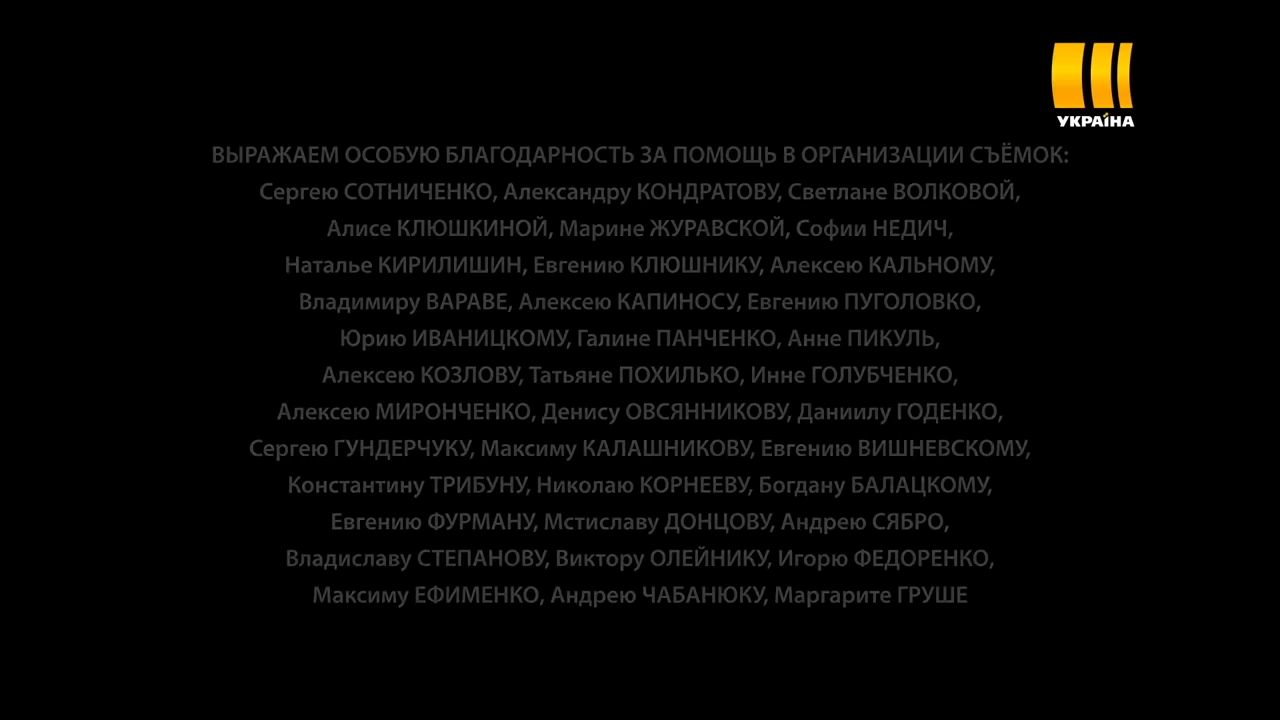 УКРАЇНА
ВЫРАЖАЕМ ОСОБУЮ БЛАГОДАРНОСТЬ ЗА ПОМОЩЬ В ОРГАНИЗАЦИИ СЪЁМОК:
Сергею СОТНИЧЕНКО, Александру КОНДРАТОВУ, Светлане ВОЛКОВОЙ,
Алисе КЛЮШКИНОЙ, Марине ЖУРАВСКОЙ, Софии НЕДИЧ,
Наталье КИРИЛИШИН, Евгению КЛЮШНИКУ, Алексею КАЛЬНОМУ,
Владимиру ВАРАВЕ, Алексею КАПИНОСУ, Евгению ПУГОЛОВКО,
Юрию ИВАНИЦКОМУ, Галине ПАНЧЕНКО, Анне ПИКУЛЬ,
Алексею КОЗЛОВУ, Татьяне ПОХИЛЬКО, Инне ГОЛУБЧЕНКО,
Алексею МИРОНЧЕНКО, Денису ОВСЯННИКОВУ, Даниилу ГОДЕНКО,
Сергею ГУНДЕРЧУКУ, Максиму КАЛАШНИКОВУ, Евгению ВИШНЕВСКОМУ,
Константину ТРИБУНУ, Николаю КОРНЕЕВУ, Богдану БАЛАЦКОМУ,
Евгению ФУРМАНУ, Мстиславу ДОНЦОВУ, Андрею СЯБРО,
Владиславу СТЕПАНОВУ, Виктору ОЛЕЙНИКУ, Игорю ФЕДОРЕНКО,
Максиму ЕФИМЕНКО, Андрею ЧАБАНЮКУ, Маргарите ГРУШЕ